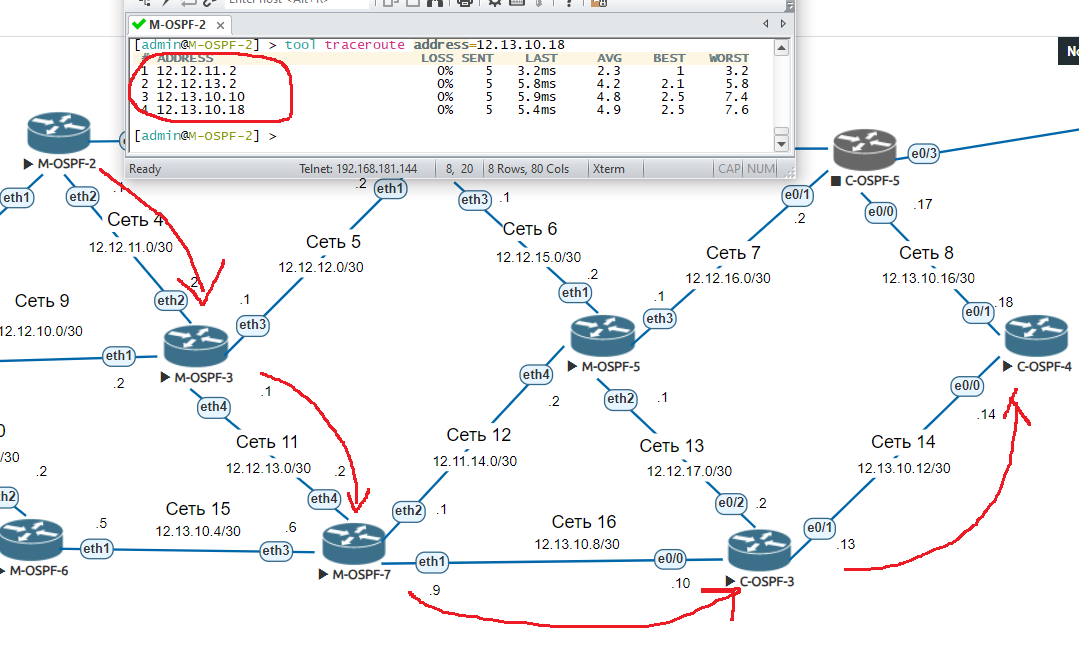 Enter host <Alt+R>
M-OSPF-2
[admin@M-OSPF-2] > tool traceroute address=12.13.10.18
# ADDRESS LOSS SENT LAST AVG BEST WORST
1 12.12.11.2 0% 5 3.2ms 2.3 1 3.2
2 12.12.13.2 0% 5 5.8ms 4.2 2.1 5.8
3 12.13.10.10 0% 5 5.9ms 4.8 2.5 7.4
4 12.13.10.18 0% 5 5.4ms 4.9 2.5 7.6
[admin@M-OSPF-2] >
Ready Telnet: 192.168.181.144 8, 20 8 Rows, 80 Cols Xterm CAP NUM
No
M-OSPF-2
e0/3
C-OSPF-5
eth1
eth2
.1
.2
eth1
eth3
.1
e0/1
.2
e0/0
.17
Сеть 4
12.12.11.0/30
Сеть 5
12.12.12.0/30
Сеть 6
12.12.15.0/30
Сеть 7
12.12.16.0/30
Сеть 8
12.13.10.16/30
.2
eth2
.1
eth3
.2
eth1
.1
eth3
.18
e0/1
Сеть 9
12.12.10.0/30
eth1
.2
M-OSPF-3
eth4
.1
M-OSPF-5
eth4
.2
eth2
.1
C-OSPF-4
e0/0
.14
0
/30
.2
Сеть 11
12.12.13.0/30
.2
eth4
Сеть 12
12.11.14.0/30
eth2
.1
Сеть 13
12.12.17.0/30
e0/2
.2
Сеть 14
12.13.10.12/30
e0/1
.13
h2
.5
eth1
M-OSPF-6
Сеть 15
12.13.10.4/30
.6
eth3
M-OSPF-7
eth1
.9
Сеть 16
12.13.10.8/30
e0/0
.10
C-OSPF-3